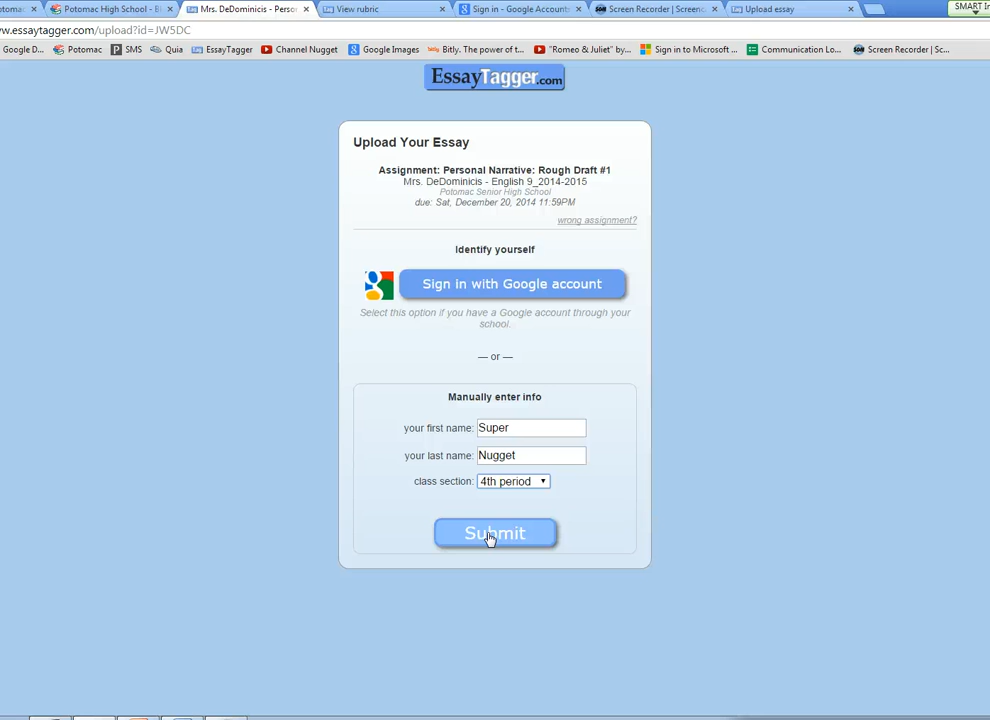 Potomac High School - B
Mrs. DeDominicis - Perso
View rubric
Sign in - Google Accounts
Screen Recorder | Screenc
Upload essay
SMART In
ww.essaytagger.com/upload?id=JW5DC
Google D...
Potomac
SMS
Quia
EssayTagger
Channel Nugget
Google Images
Bitly. The power of t...
"Romeo & Juliet" by...
Sign in to Microsoft ...
Communication Lo...
Screen Recorder | Sc...
EssayTagger.com
Upload Your Essay
Assignment: Personal Narrative: Rough Draft #1
Mrs. DeDominicis - English 9_2014-2015
Potomac Senior High School
due: Sat, December 20, 2014 11:59PM
wrong assignment?
Identify yourself
Sign in with Google account
Select this option if you have a Google account through your
school.
— or —
Manually enter info
your first name: Super
your last name: Nugget
class section: 4th period
Submit